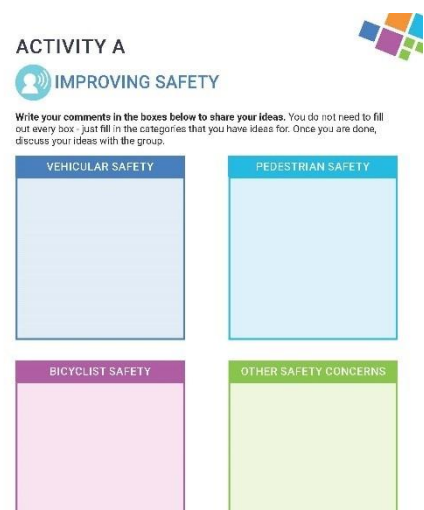 ACTIVITY A
IMPROVING SAFETY
Write your comments in the boxes below to share your ideas. You do not need to fill
out every box - just fill in the categories that you have ideas for. Once you are done,
discuss your ideas with the group.
VEHICULAR SAFETY
PEDESTRIAN SAFETY
BICYCLIST SAFETY
OTHER SAFETY CONCERNS